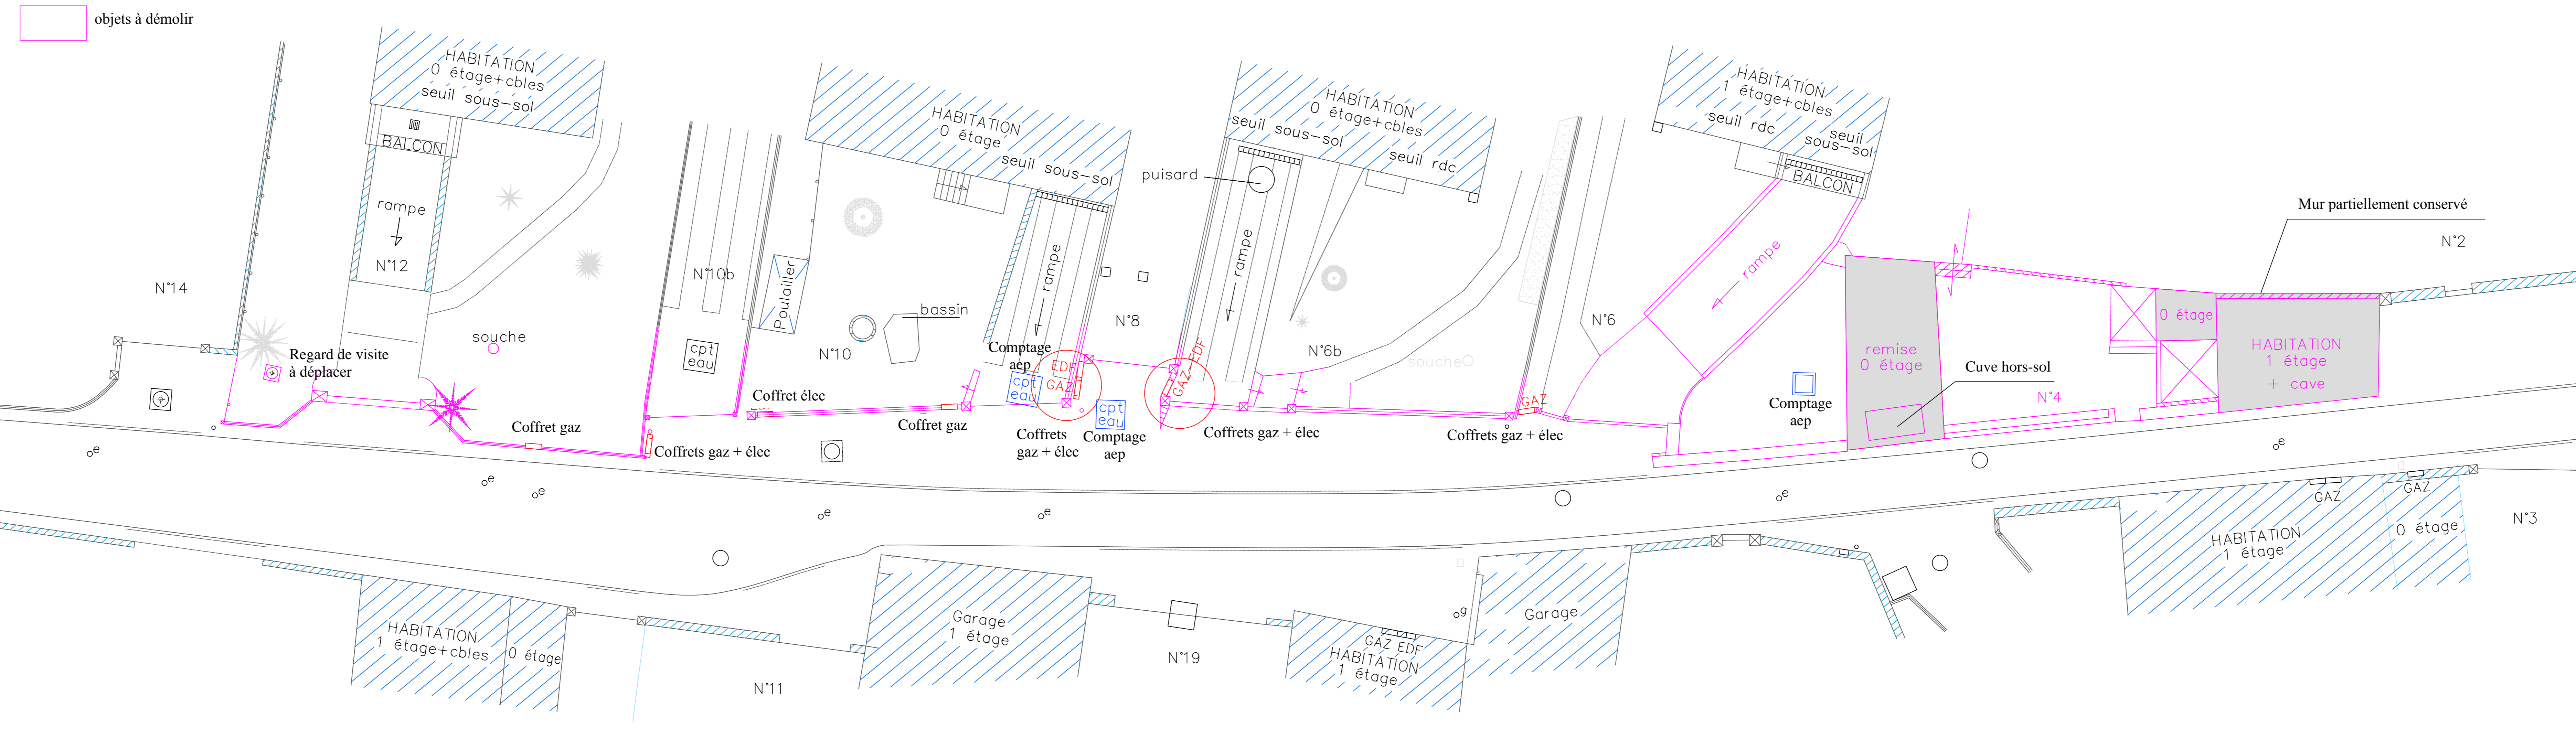 objets à démolir
HABITATION
0 étage+cbles
seuil sous-sol
BALCON
rampe
N°12
N°14
Regard de visite
à déplacer
souche
Coffret gaz
N°10b
cpt
eau
Coffrets gaz + élec
Poulailler
HABITATION
0 étage
seuil sous-sol
bassin
N°10
Coffret élec
Coffret gaz
rampe
Comptage
aep
cpt
eau
EDF
GAZ
Coffrets
gaz + élec
N°8
cpt
eau
Comptage
aep
puisard
HABITATION
0 étage+cbles
seuil sous-sol
seuil rdc
rampe
GAZ
EDF
Coffrets gaz + élec
N°6b
soucheO
Coffrets gaz + élec
GAZ
N°6
HABITATION
1 étage+cbles
seuil rdc
seuil
sous-sol
BALCON
rampe
Comptage
aep
remise
0 étage
Cuve hors-sol
N°4
0 étage
HABITATION
1 étage
+ cave
Mur partiellement conservé
N°2
e
e
e
e
e
e
e
HABITATION
1 étage+cbles
0 étage
N°11
Garage
1 étage
N°19
GAZ EDF
HABITATION
1 étage
g
Garage
HABITATION
1 étage
GAZ
GAZ
0 étage
N°3